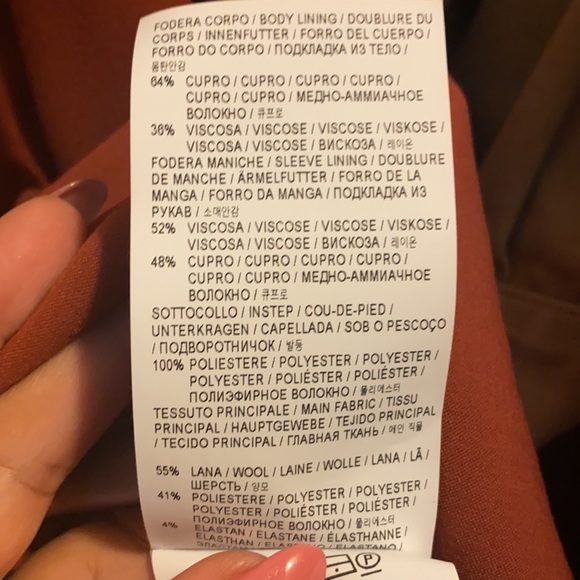 FODERA CORPO / BODY LINING / DOUBLURE DU
CORPS / INNENFUTTER / FORRO DEL CUERPO /
FORRO DO CORPO / ПОДКЛАДКА ИЗ ТЕЛО /
몸판안감
64% CUPRO / CUPRO / CUPRO / CUPRO /
CUPRO / CUPRO / МЕДНО-АММИАЧНОЕ
ВОЛОКНО / 큐프로
36% VISCOSA / VISCOSE / VISCOSE / VISKOSE /
VISCOSA / VISCOSE / ВИСКОЗА / 레이온
FODERA MANICHE / SLEEVE LINING / DOUBLURE
DE MANCHE / ÄRMELFUTTER / FORRO DE LA
MANGA / FORRO DA MANGA / ПОДКЛАДКА ИЗ
РУКАВ / 소매안감
52% VISCOSA / VISCOSE / VISCOSE / VISKOSE /
VISCOSA / VISCOSE / ВИСКОЗА / 레이온
48% CUPRO / CUPRO / CUPRO / CUPRO /
CUPRO / CUPRO / МЕДНО-АММИАЧНОЕ
ВОЛОКНО / 큐프로
SOTTOCOLLO / INSTEP / COU-DE-PIED /
UNTERKRAGEN / CAPELLADA / SOB O PESCOÇO
/ ПОДВОРОТНИЧОК / 발등
100% POLIESTERE / POLYESTER / POLYESTER /
POLYESTER / POLIÉSTER / POLIÉSTER /
ПОЛИЭФИРНОЕ ВОЛОКНО / 폴리에스터
TESSUTO PRINCIPALE / MAIN FABRIC / TISSU
PRINCIPAL / HAUPTGEWEBE / TEJIDO PRINCIPAL
/ TECIDO PRINCIPAL / ГЛАВНАЯ ТКАНЬ / 메인 직물
55% LANA / WOOL / LAINE / WOLLE / LANA / LÃ /
ШЕРСТЬ / 양모
41% POLIESTERE / POLYESTER / POLYESTER /
POLYESTER / POLIÉSTER / POLIÉSTER /
ПОЛИЭФИРНОЕ ВОЛОКНО / 폴리에스터
4% ELASTAN / ELASTANE / ÉLASTHANNE /
ELASTHAN / ELASTANO / ELASTANO /
P